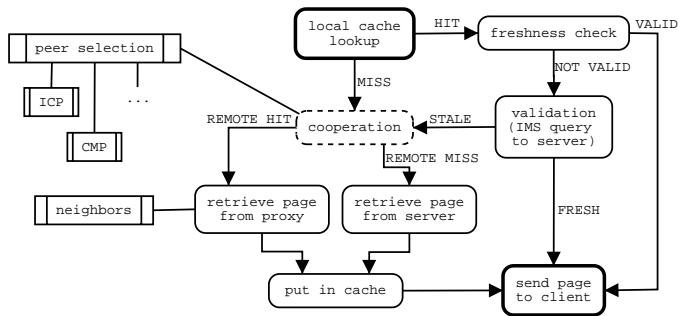 local cache
lookup
HIT
freshness check
VALID
peer selection
NOT VALID
MISS
ICP
...
validation
(IMS query
to server)
REMOTE HIT
cooperation
STALE
CMP
REMOTE MISS
neighbors
retrieve page
from proxy
retrieve page
from server
FRESH
put in cache
send page
to client